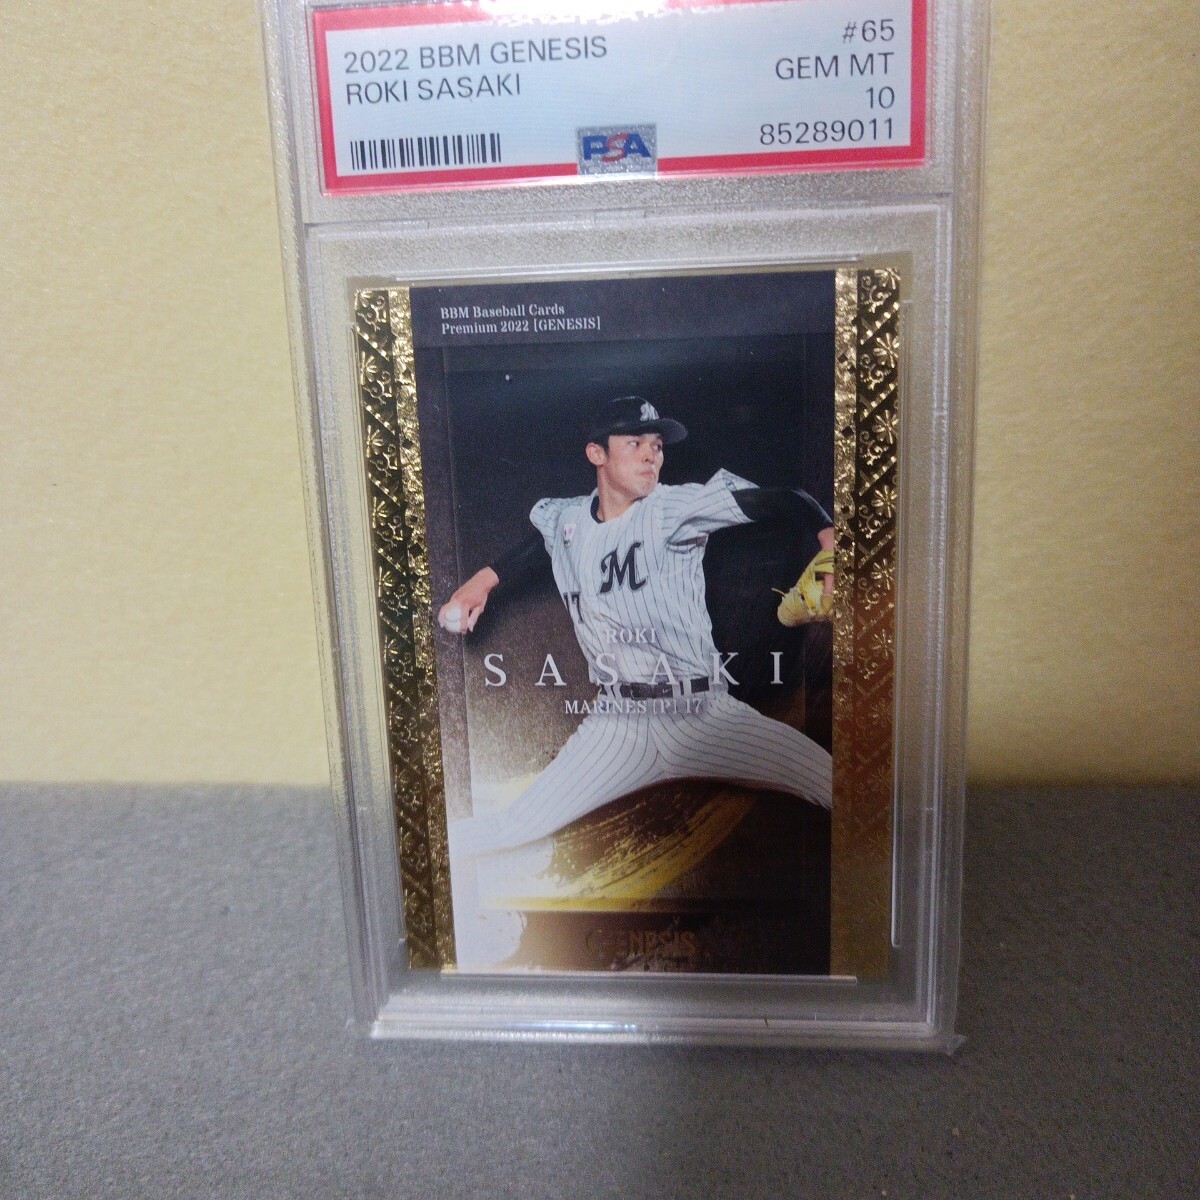 2022 BBM GENESIS
ROKI SASAKI
#65
GEM MT
10
85289011
PSA
BBM Baseball Cards
Premium 2022 [GENESIS]
M
M
17
ROKI
SASAKI
MARINES [P] 17
GENESIS